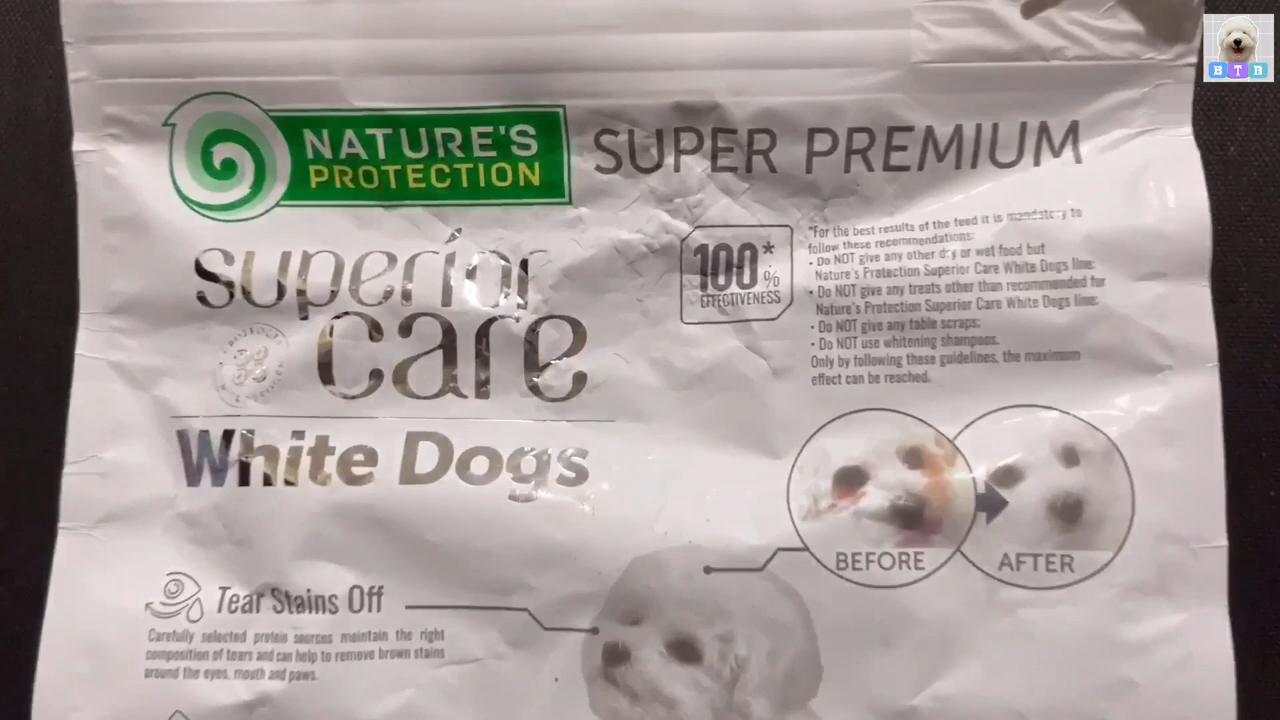 B T B
NATURE'S
PROTECTION
SUPER PREMIUM
superior
care
White Dogs
100*
%
EFFECTIVENESS
*For the best results of the feed it is mandatory to
follow these recommendations:
• Do NOT give any other dry or wet food but
Nature's Protection Superior Care White Dogs line;
• Do NOT give any treats other than recommended for
Nature's Protection Superior Care White Dogs line;
• Do NOT give any table scraps;
• Do NOT use whitening shampoos.
Only by following these guidelines, the maximum
effect can be reached.
BEFORE
AFTER
Tear Stains Off
Carefully selected protein sources maintain the right
composition of tears and can help to remove brown stains
around the eyes, mouth and paws.